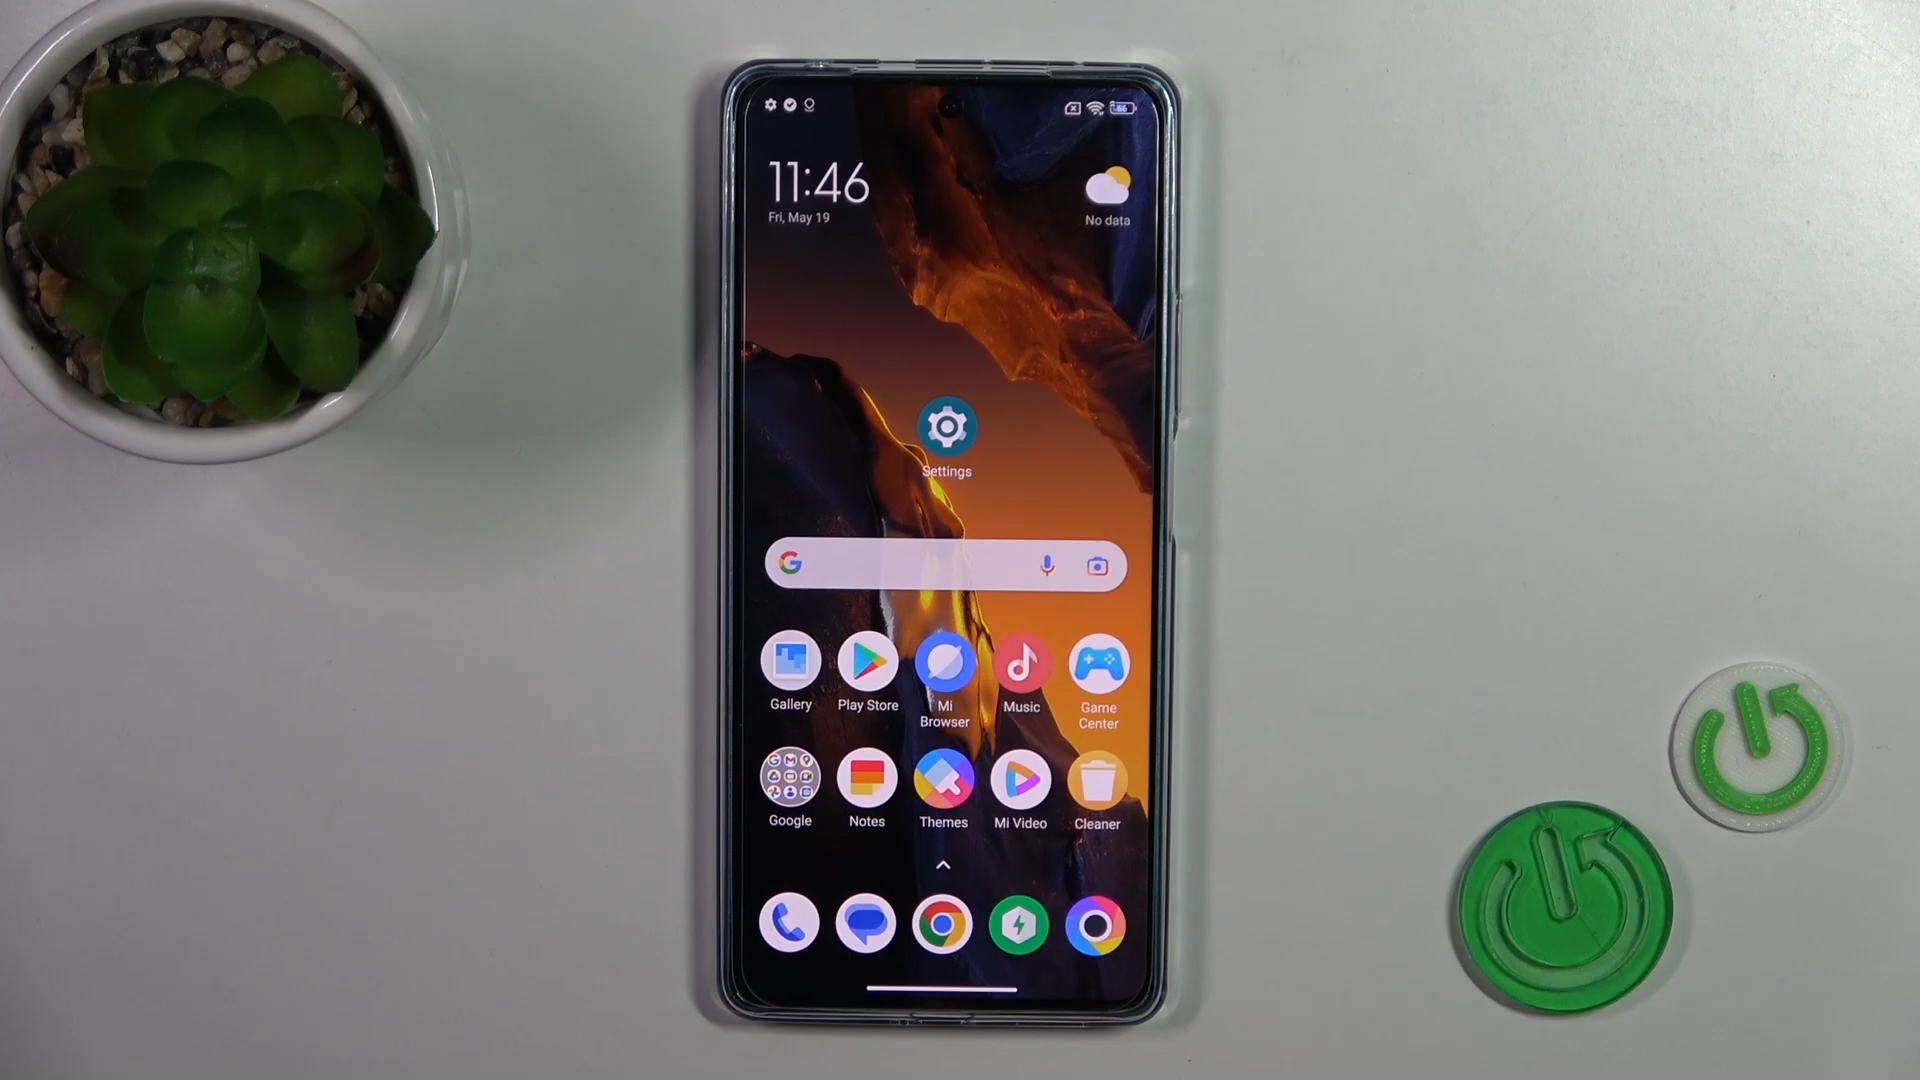 66
11:46
Fri, May 19
No data
Settings
Gallery
Play Store
Mi
Browser
Music
Game
Center
Google
Notes
Themes
Mi Video
Cleaner